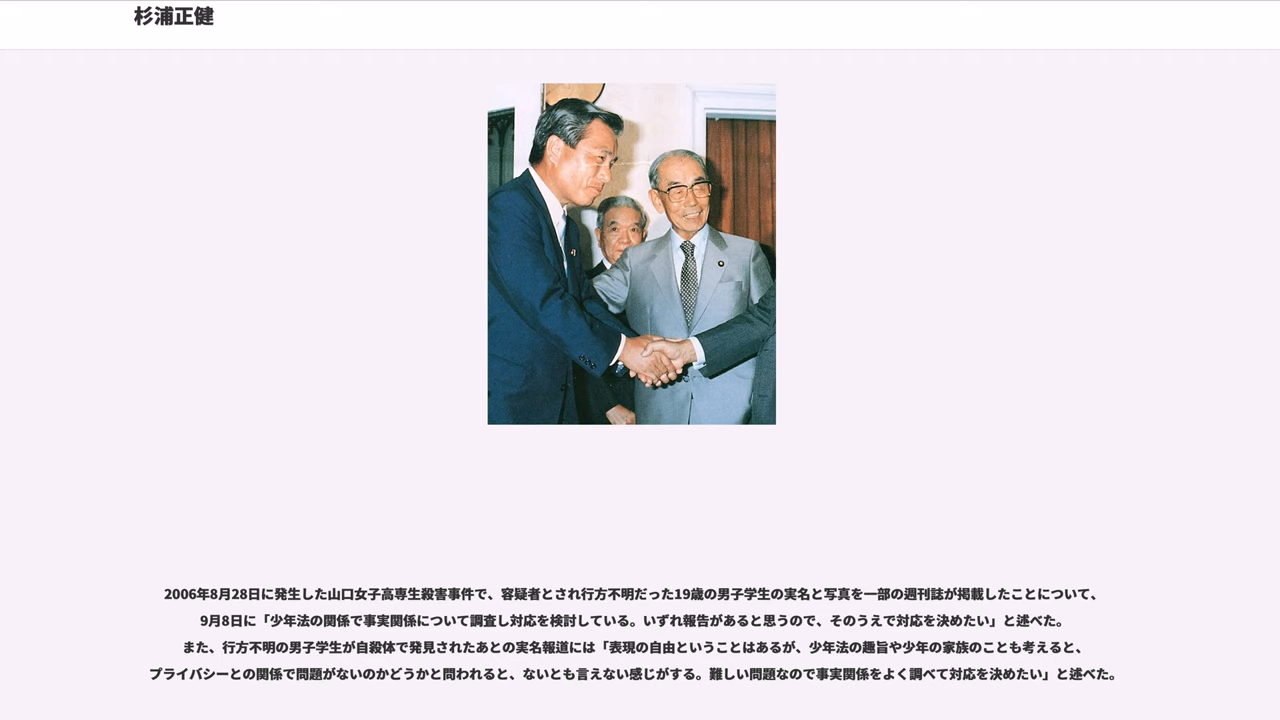 杉浦正健
2006年8月28日に発生した山口女子高専生殺害事件で、容疑者とされ行方不明だった19歳の男子学生の実名と写真を一部の週刊誌が掲載したことについて、
9月8日に「少年法の関係で事実関係について調査し対応を検討している。いずれ報告があると思うので、そのうえで対応を決めたい」と述べた。
また、行方不明の男子学生が自殺体で発見されたあとの実名報道には「表現の自由ということはあるが、少年法の趣旨や少年の家族のことも考えると、
プライバシーとの関係で問題がないのかどうかと問われると、ないとも言えない感じがする。難しい問題なので事実関係をよく調べて対応を決めたい」と述べた。